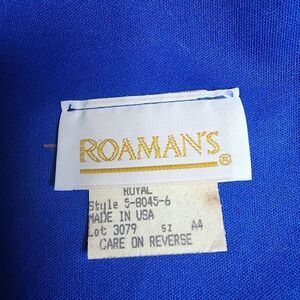 ROAMAN'S®
ROYAL
Style 5-8045-6
MADE IN USA
Lot 3079 SZ A4
CARE ON REVERSE